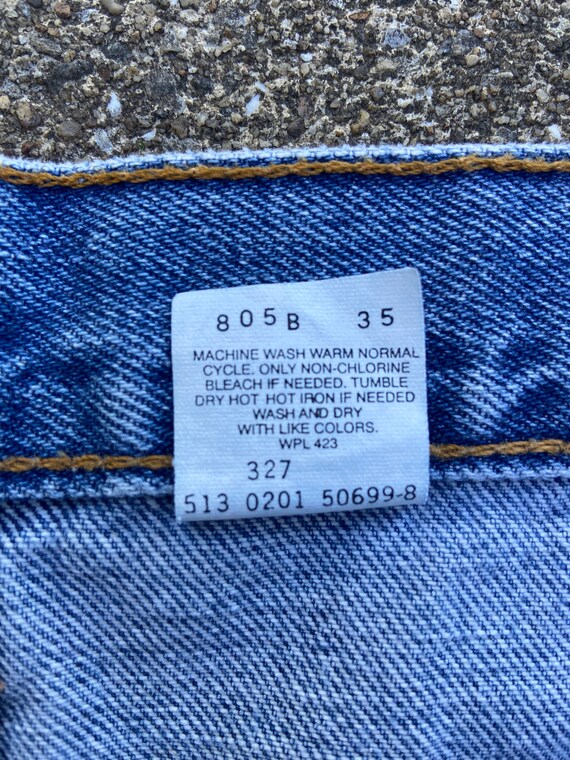 805B 35
MACHINE WASH WARM NORMAL
CYCLE. ONLY NON-CHLORINE
BLEACH IF NEEDED. TUMBLE
DRY HOT HOT IRON IF NEEDED
WASH AND DRY
WITH LIKE COLORS.
WPL 423
327
513 0201 50699-8